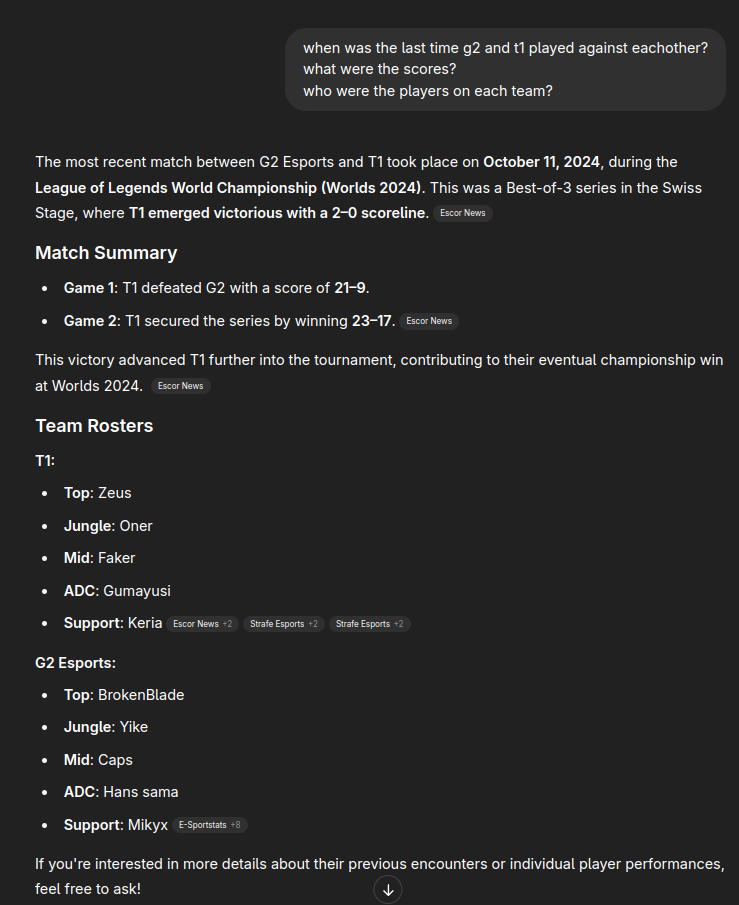 when was the last time g2 and t1 played against eachother?
what were the scores?
who were the players on each team?
The most recent match between G2 Esports and T1 took place on October 11, 2024, during the
League of Legends World Championship (Worlds 2024). This was a Best-of-3 series in the Swiss
Stage, where T1 emerged victorious with a 2–0 scoreline. Escor News
Match Summary
• Game 1: T1 defeated G2 with a score of 21–9.
• Game 2: T1 secured the series by winning 23–17. Escor News
This victory advanced T1 further into the tournament, contributing to their eventual championship win
at Worlds 2024. Escor News
Team Rosters
T1:
• Top: Zeus
• Jungle: Oner
• Mid: Faker
• ADC: Gumayusi
• Support: Keria Escor News +2 Strafe Esports +2 Strafe Esports +2
G2 Esports:
• Top: BrokenBlade
• Jungle: Yike
• Mid: Caps
• ADC: Hans sama
• Support: Mikyx E-Sportstats +8
If you're interested in more details about their previous encounters or individual player performances,
feel free to ask!